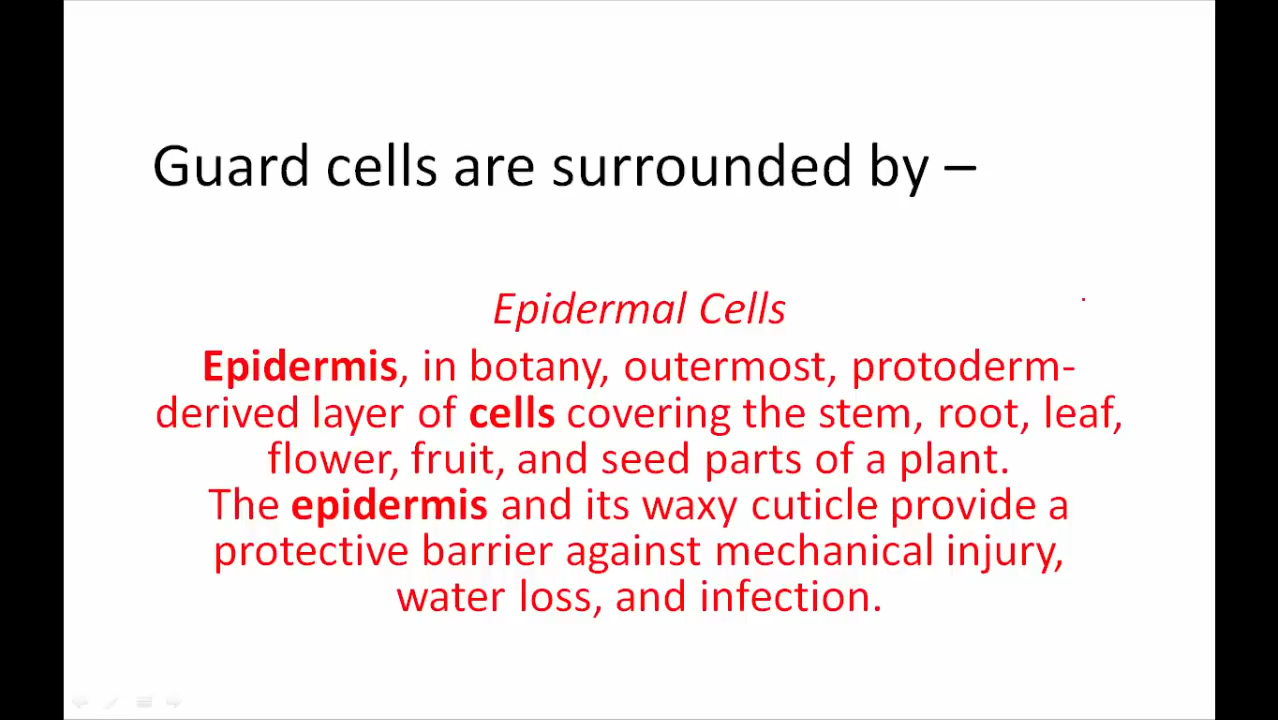 Guard cells are surrounded by –
Epidermal Cells
Epidermis, in botany, outermost, protoderm-
derived layer of cells covering the stem, root, leaf,
flower, fruit, and seed parts of a plant.
The epidermis and its waxy cuticle provide a
protective barrier against mechanical injury,
water loss, and infection.